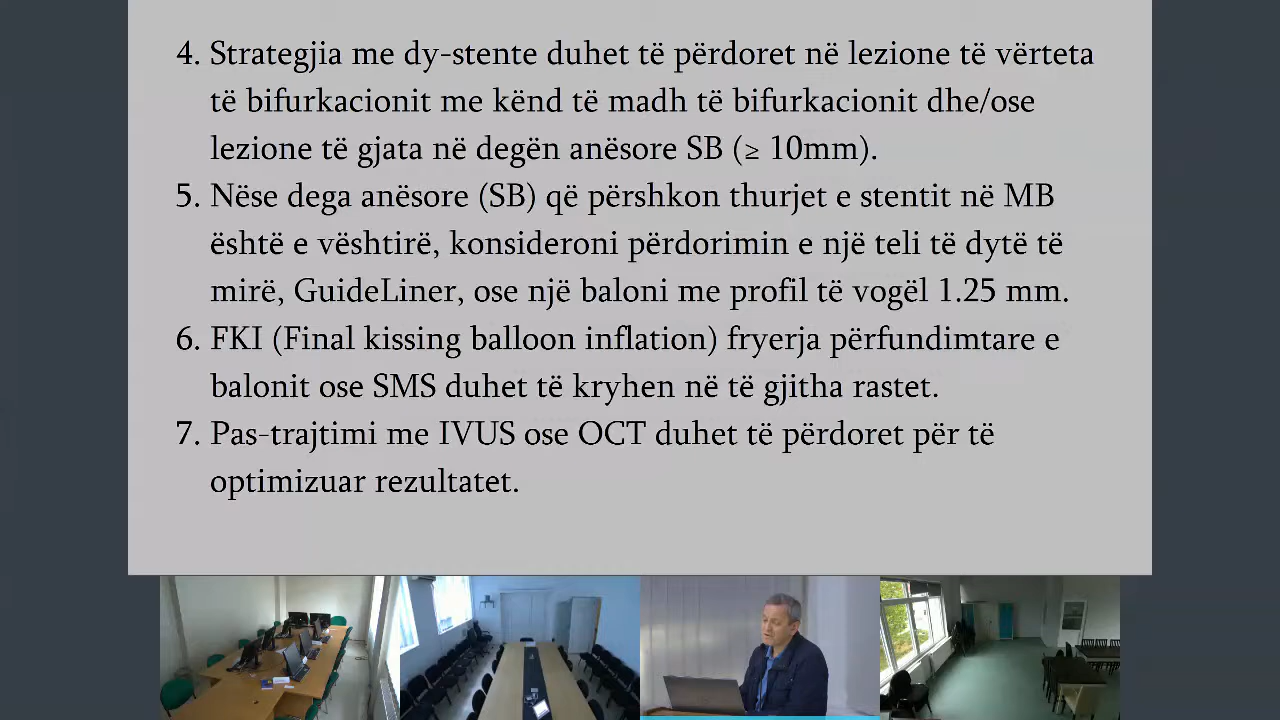 4. Strategjia me dy-stente duhet të përdoret në lezione të vërteta
të bifurkacionit me kënd të madh të bifurkacionit dhe/ose
lezione të gjata në degën anësore SB (≥ 10mm).
5. Nëse dega anësore (SB) që përshkon thurjet e stentit në MB
është e vështirë, konsideroni përdorimin e një teli të dytë të
mirë, GuideLiner, ose një baloni me profil të vogël 1.25 mm.
6. FKI (Final kissing balloon inflation) fryerja përfundimtare e
balonit ose SMS duhet të kryhen në të gjitha rastet.
7. Pas-trajtimi me IVUS ose OCT duhet të përdoret për të
optimizuar rezultatet.